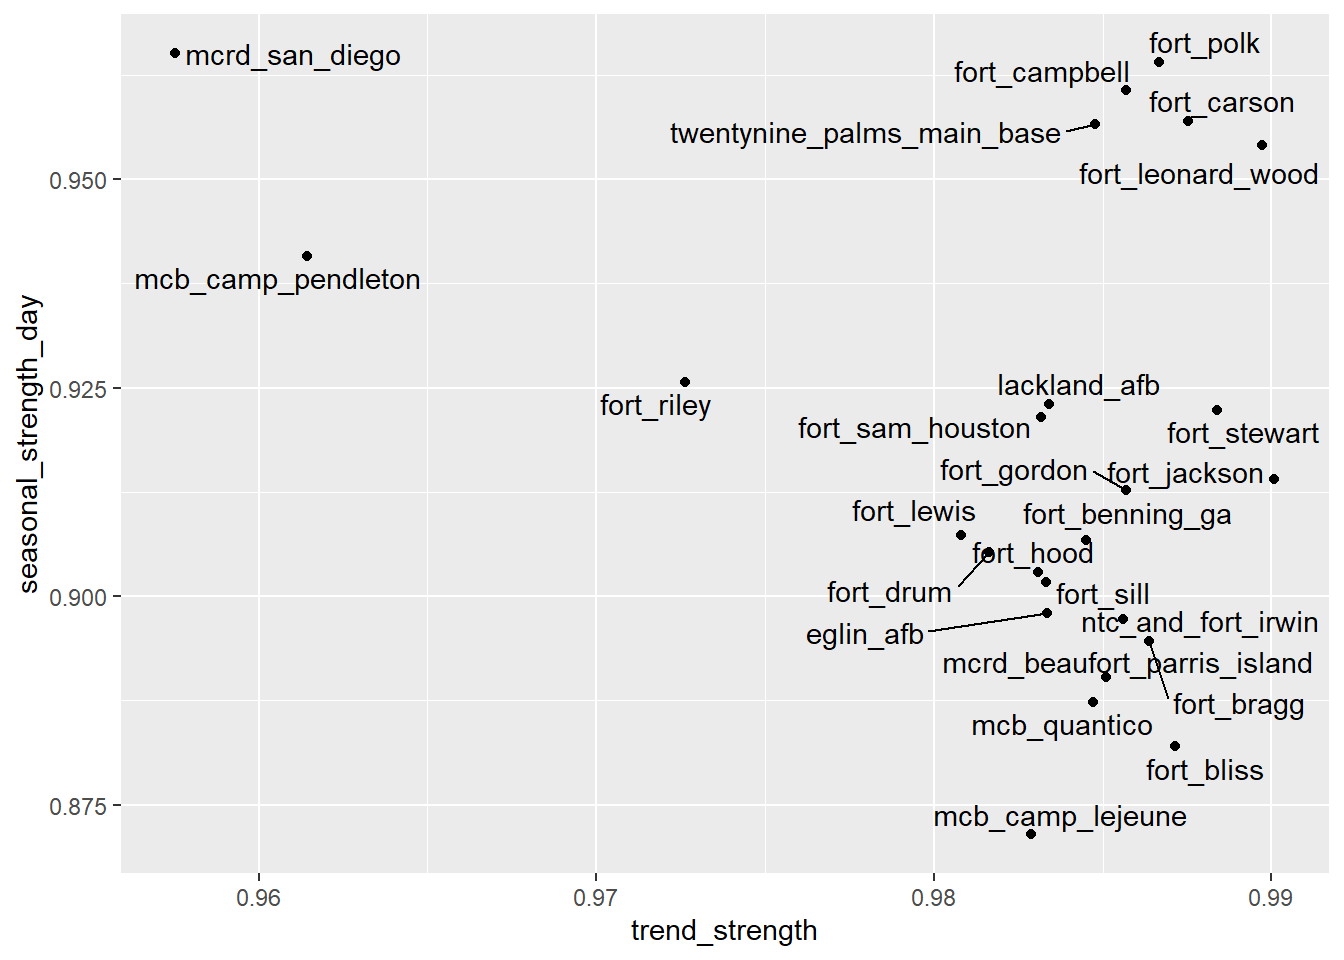 fort_polk
mcrd_san_diego
fort_campbell
fort_carson
twentynine_palms_main_base
fort_leonard_wood
0.950
mcb_camp_pendleton
lackland_afb
0.925
fort_riley
fort_sam_houston
fort_stewart
fort_gordon
fort_jackson
fort_lewis
fort_benning_ga
fort_hood
fort_drum
fort_sill
0.900
ntc_and_fort_irwin
eglin_afb
mcrd_beaufort_parris_island
fort_bragg
mcb_quantico
fort_bliss
0.875
mcb_camp_lejeune
seasonal_strength_day
0.96
0.97
0.98
0.99
trend_strength